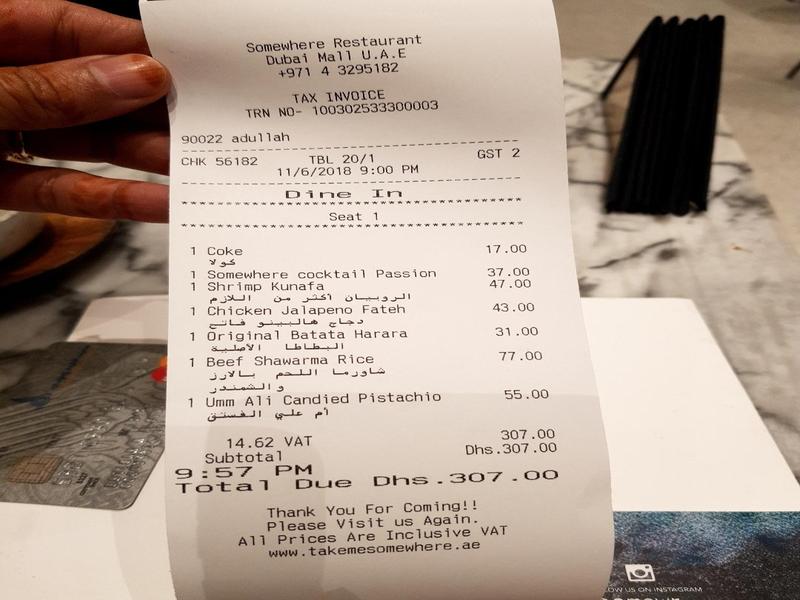 Somewhere Restaurant
Dubai Mall U.A.E
+971 4 3295182
TAX INVOICE
TRN NO- 100302533300003
90022 adullah
CHK 56182 TBL 20/1 GST 2
11/6/2018 9:00 PM
Dine In
Seat 1
1 Coke 17.00
كولا
1 Somewhere cocktail Passion 37.00
1 Shrimp Kunafa 47.00
الروبيان اكثر من اللازم
1 Chicken Jalapeno Fateh 43.00
دجاج هالبينو فاتح
1 Original Batata Harara 31.00
البطاطا الأصلية
1 Beef Shawarma Rice 77.00
شاورما اللحم بالارز
والشمندر
1 Umm Ali Candied Pistachio 55.00
أم علي الفستق
14.62 VAT 307.00
Subtotal Dhs.307.00
9:57 PM
Total Due Dhs.307.00
Thank You For Coming!!
Please Visit us Again.
All Prices Are Inclusive VAT
www.takemesomewhere.ae
LOW US ON INSTAGRAM